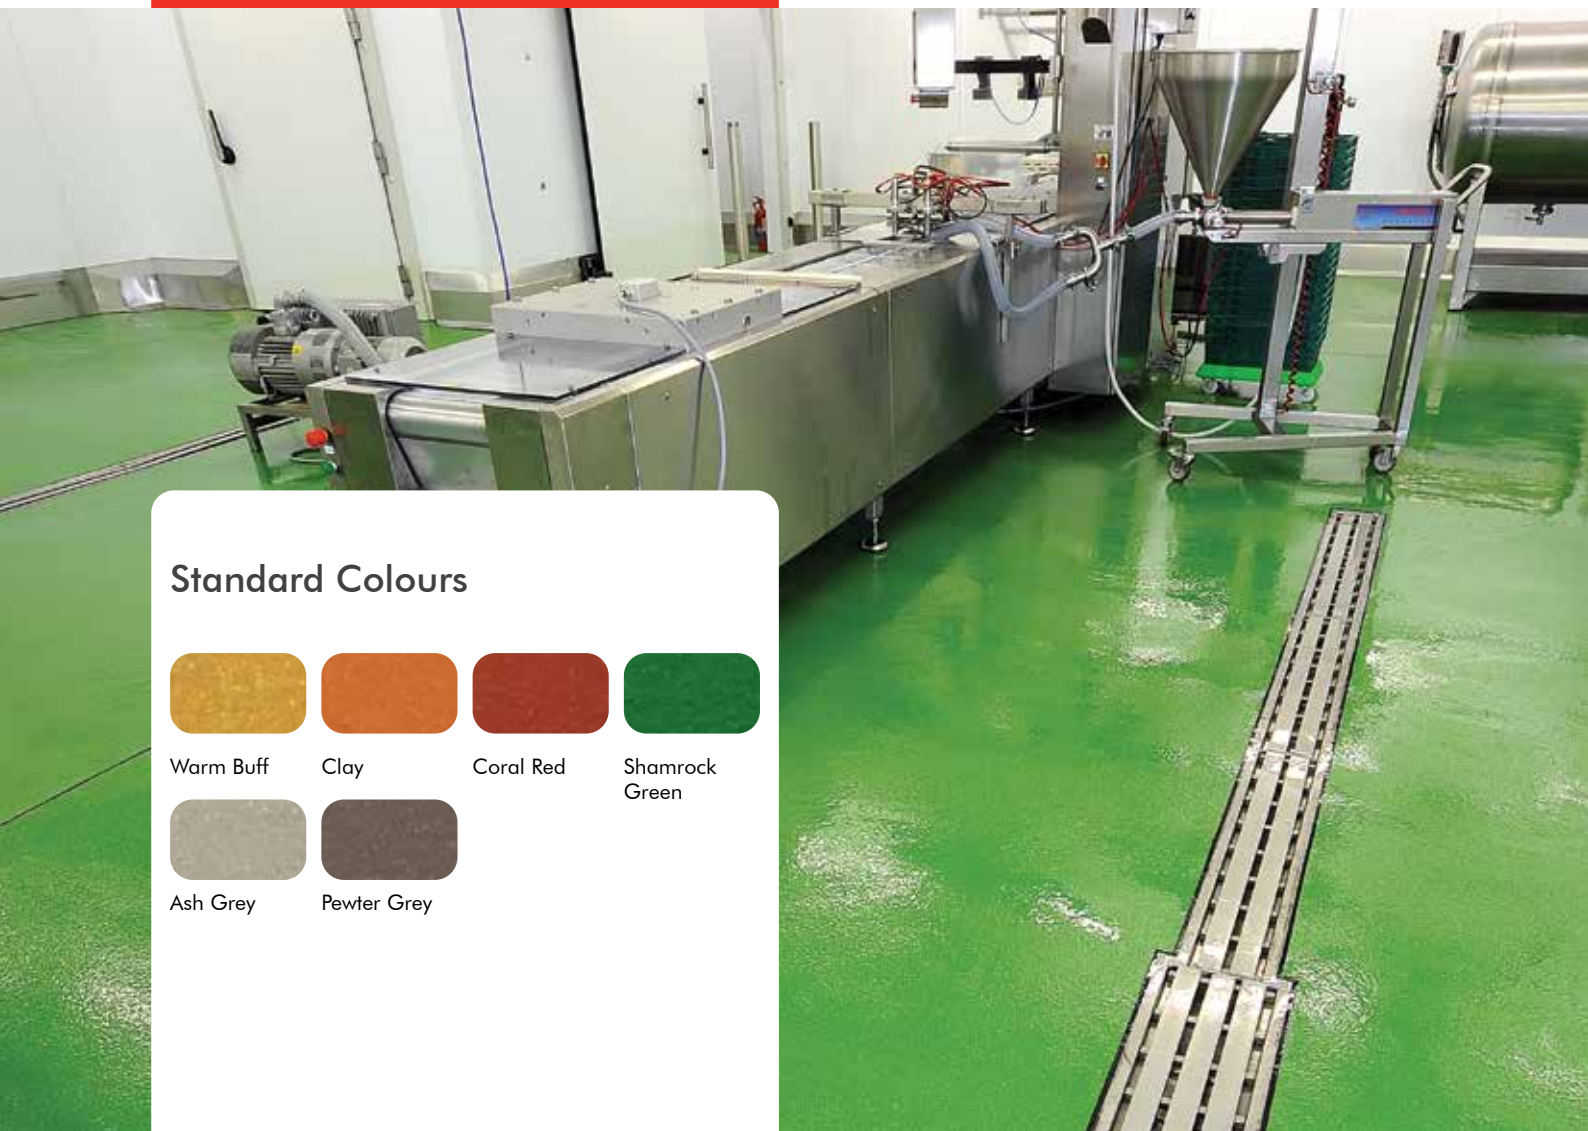 Standard Colours
Warm Buff
Clay
Coral Red
Shamrock
Green
Ash Grey
Pewter Grey